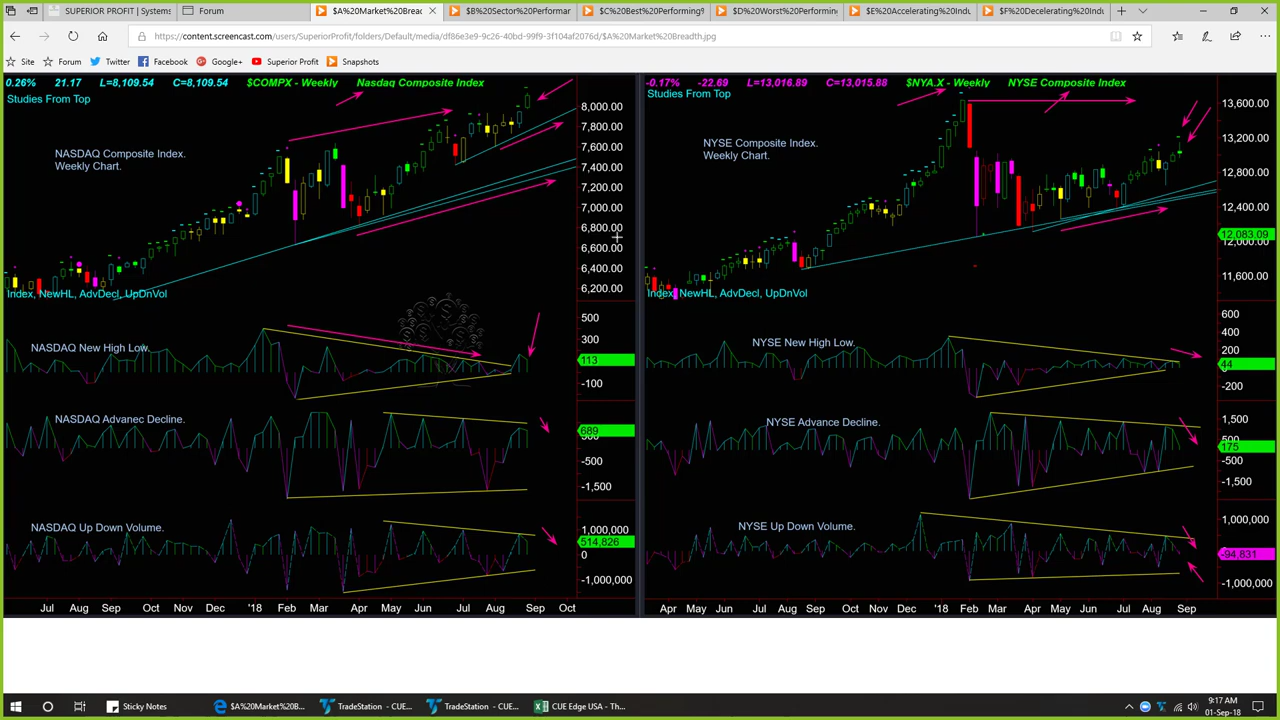 SUPERIOR PROFIT | Systems
Forum
$A%20Market%20Breac
$B%20Sector%20Performar
$C%20Best%20Performing%
$D%20Worst%20Performing
$E%20Accelerating%20Indu
$F%20Decelerating%20Indu
https://content.screencast.com/users/SuperiorProfit/folders/Default/media/df86e3e9-9c26-40bd-99f9-3f104af2076d/$A%20Market%20Breadth.jpg
Site Forum Twitter Facebook Google+ Superior Profit Snapshots
0.26% 21.17 L=8,109.54 C=8,109.54 $COMPX - Weekly Nasdaq Composite Index
Studies From Top
NASDAQ Composite Index.
Weekly Chart.
8,000.00
7,800.00
7,600.00
7,400.00
7,200.00
7,000.00
6,800.00
6,600.00
6,400.00
6,200.00
Index, NewHL, AdvDecl, UpDnVol
NASDAQ New High Low.
500
300
113
-100
NASDAQ Advanec Decline.
689
-500
-1,500
NASDAQ Up Down Volume.
1,000,000
514,826
0
-1,000,000
Jul Aug Sep Oct Nov Dec '18 Feb Mar Apr May Jun Jul Aug Sep Oct
-0.17% -22.69 L=13,016.89 C=13,015.88 $NYA.X - Weekly NYSE Composite Index
Studies From Top
NYSE Composite Index.
Weekly Chart.
13,600.00
13,200.00
12,800.00
12,400.00
12,083.09
12,000.00
11,600.00
Index, NewHL, AdvDecl, UpDnVol
NYSE New High Low.
600
400
200
44
-200
NYSE Advance Decline.
1,500
500
175
-500
-1,500
NYSE Up Down Volume.
1,000,000
-94,831
-1,000,000
Apr May Jun Jul Aug Sep Oct Nov Dec '18 Feb Mar Apr May Jun Jul Aug Sep
Sticky Notes
$A%20Market%20B...
TradeStation - CUE...
TradeStation - CUE...
CUE Edge USA - Th...
9:17 AM
01-Sep-18